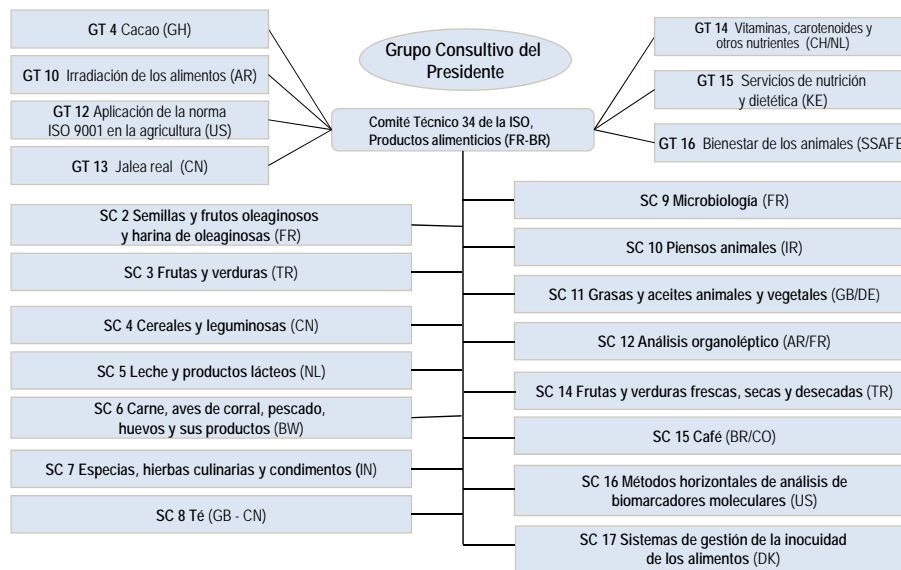 GT 4 Cacao (GH)
GT 10 Irradiación de los alimentos (AR)
GT 12 Aplicación de la norma
ISO 9001 en la agricultura (US)
GT 13 Jalea real (CN)
Grupo Consultivo del
Presidente
Comité Técnico 34 de la ISO,
Productos alimenticios (FR-BR)
GT 14 Vitaminas, carotenoides y
otros nutrientes (CH/NL)
GT 15 Servicios de nutrición
y dietética (KE)
GT 16 Bienestar de los animales (SSAFE
SC 2 Semillas y frutos oleaginosos
y harina de oleaginosas (FR)
SC 3 Frutas y verduras (TR)
SC 4 Cereales y leguminosas (CN)
SC 5 Leche y productos lácteos (NL)
SC 6 Carne, aves de corral, pescado,
huevos y sus productos (BW)
SC 7 Especias, hierbas culinarias y condimentos (IN)
SC 8 Té (GB - CN)
SC 9 Microbiología (FR)
SC 10 Piensos animales (IR)
SC 11 Grasas y aceites animales y vegetales (GB/DE)
SC 12 Análisis organoléptico (AR/FR)
SC 14 Frutas y verduras frescas, secas y desecadas (TR)
SC 15 Café (BR/CO)
SC 16 Métodos horizontales de análisis de
biomarcadores moleculares (US)
SC 17 Sistemas de gestión de la inocuidad
de los alimentos (DK)